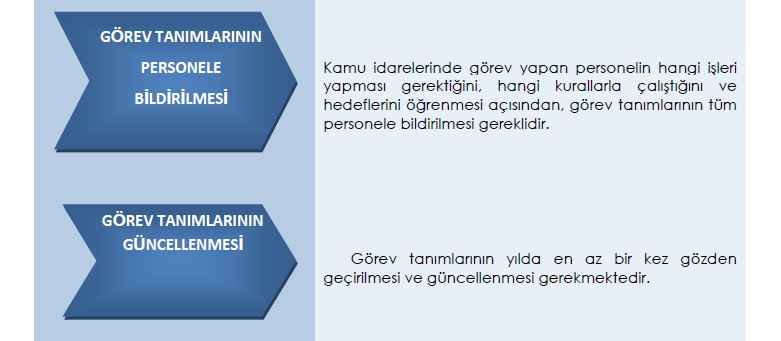 GÖREV TANIMLARININ
PERSONELE
BİLDİRİLMESİ
Kamu idarelerinde görev yapan personelin hangi işleri
yapması gerektiğini, hangi kurallarla çalıştığını ve
hedeflerini öğrenmesi açısından, görev tanımlarının tüm
personele bildirilmesi gereklidir.
GÖREV TANIMLARININ
GÜNCELLENMESİ
Görev tanımlarının yılda en az bir kez gözden
geçirilmesi ve güncellenmesi gerekmektedir.